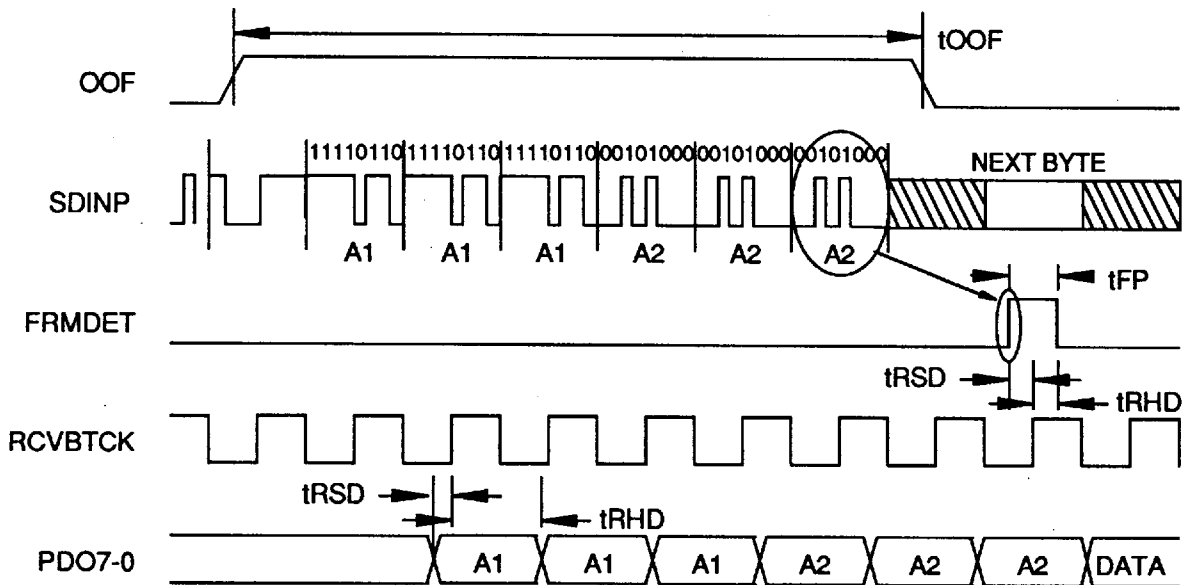 tOOF
OOF
11110110 11110110 11110110 00101000 00101000 00101000
NEXT BYTE
SDINP
A1 A1 A1 A2 A2 A2
tFP
FRMDET
tRSD
tRHD
RCVBTCK
tRSD
tRHD
PDO7-0
A1 A1 A1 A2 A2 A2 DATA